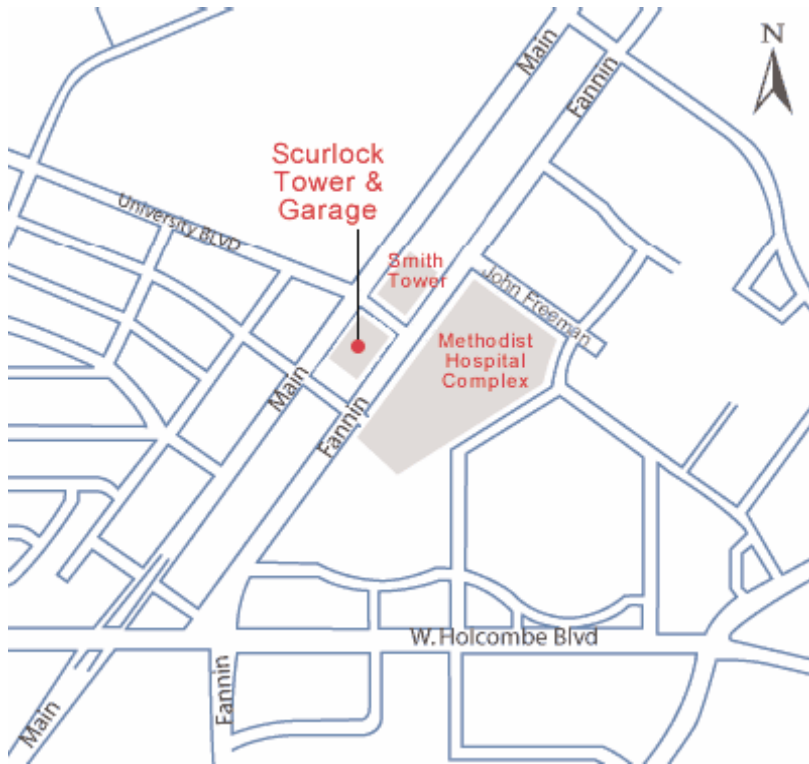 Main
N
Fannin
Scurlock
Tower &
Garage
University BLVD
Smith
Tower
John Freeman
Methodist
Hospital
Complex
Main
Fannin
W.Holcombe Blvd
Fannin
Main